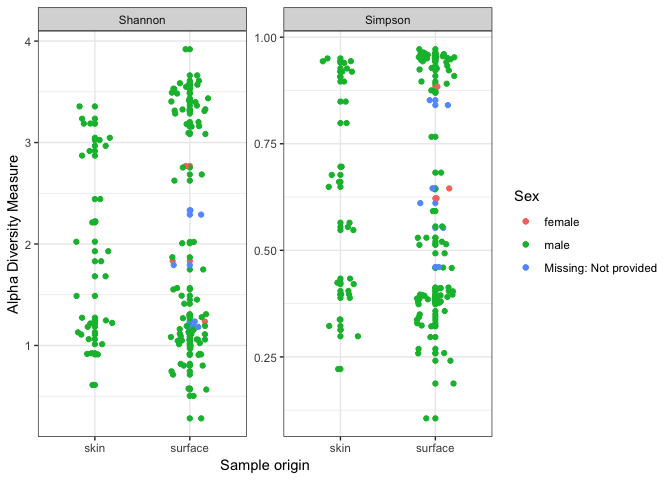 Shannon
Simpson
Alpha Diversity Measure
4
3
2
1
1.00
0.75
0.50
0.25
skin
surface
skin
surface
Sample origin
Sex
female
male
Missing: Not provided